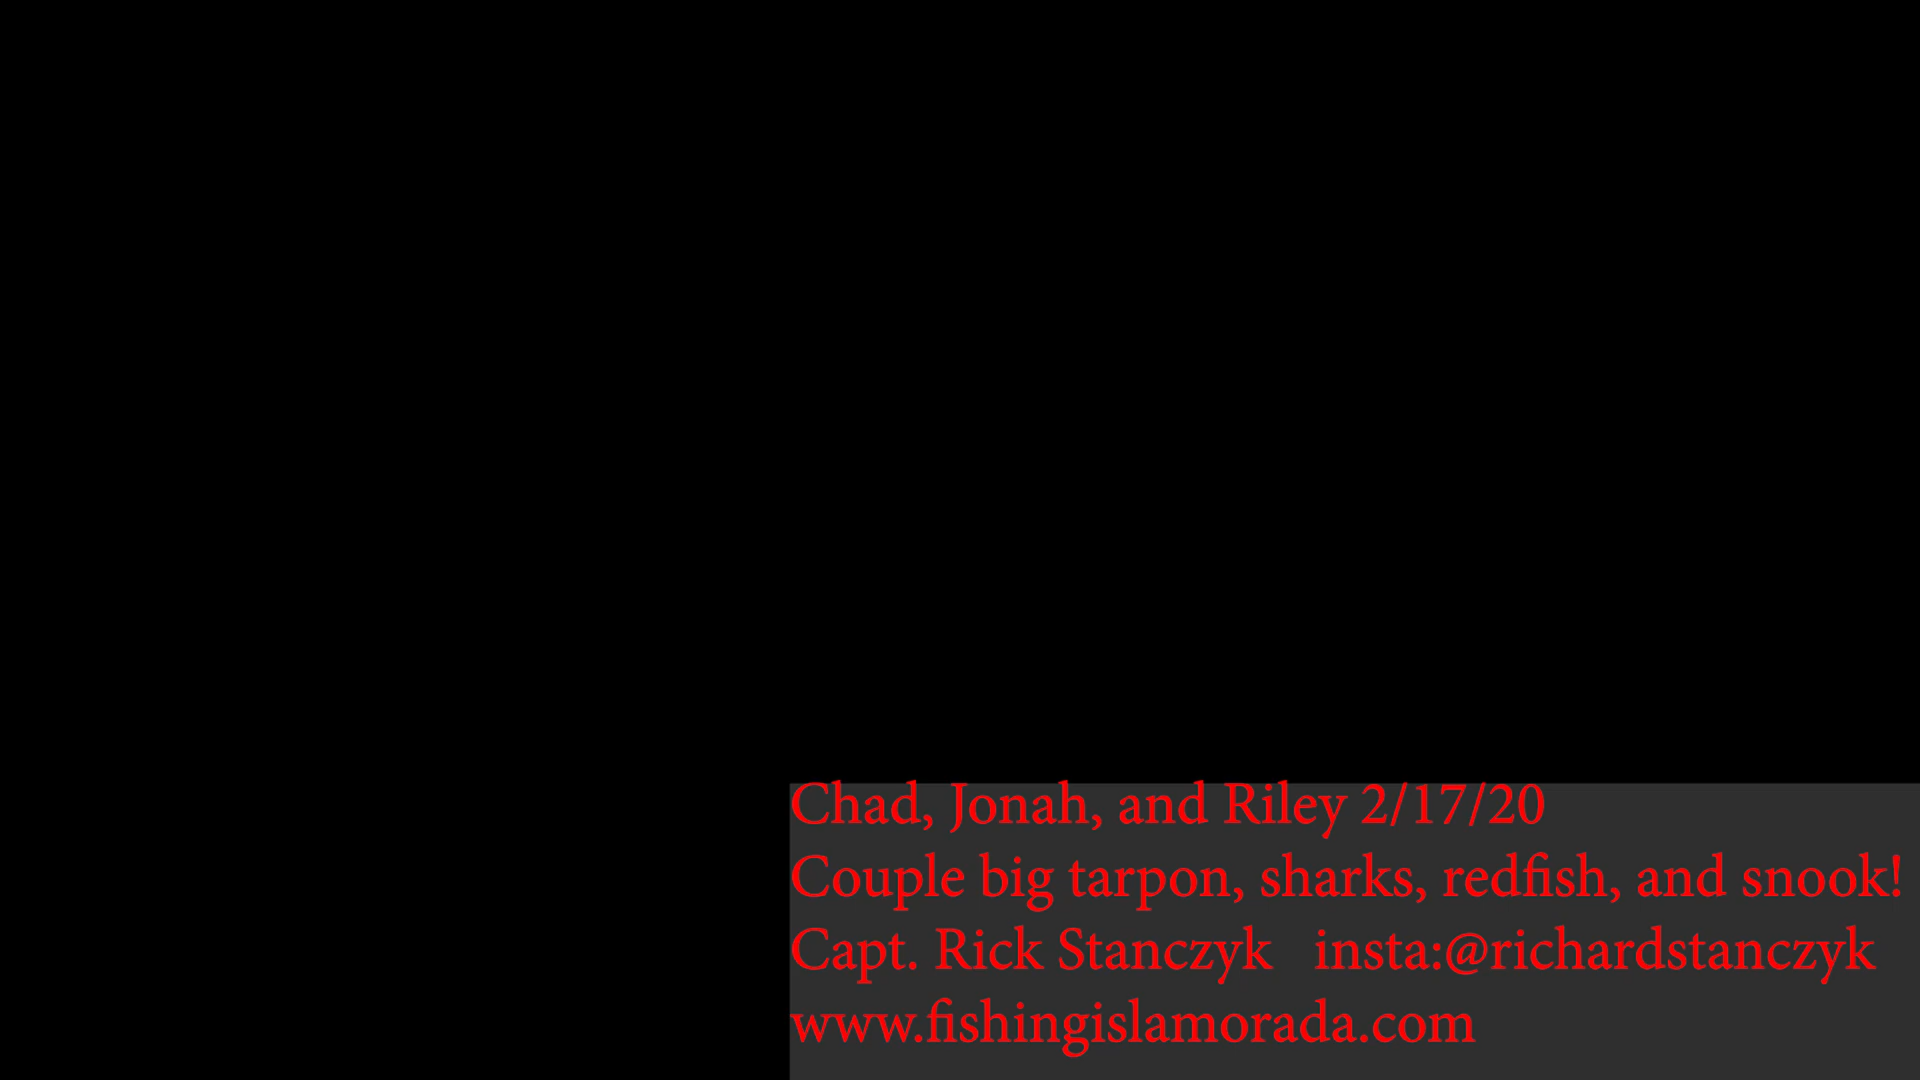 Chad, Jonah, and Riley 2/17/20
Couple big tarpon, sharks, redfish, and snook!
Capt. Rick Stanczyk   insta:@richardstanczyk
www.fishingislamorada.com